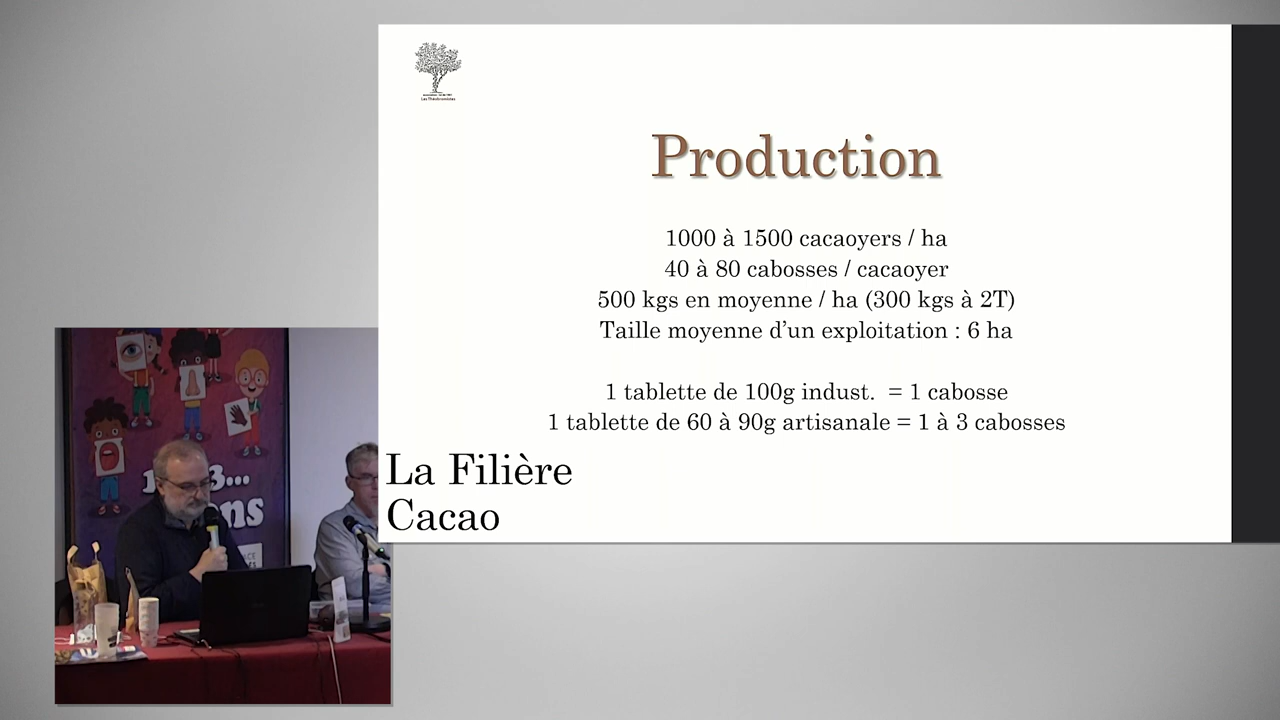 Les Théobromistes
Production
1000 à 1500 cacaoyers / ha
40 à 80 cabosses / cacaoyer
500 kgs en moyenne / ha (300 kgs à 2T)
Taille moyenne d’un exploitation : 6 ha
1 tablette de 100g indust. = 1 cabosse
1 tablette de 60 à 90g artisanale = 1 à 3 cabosses
La Filière
Cacao